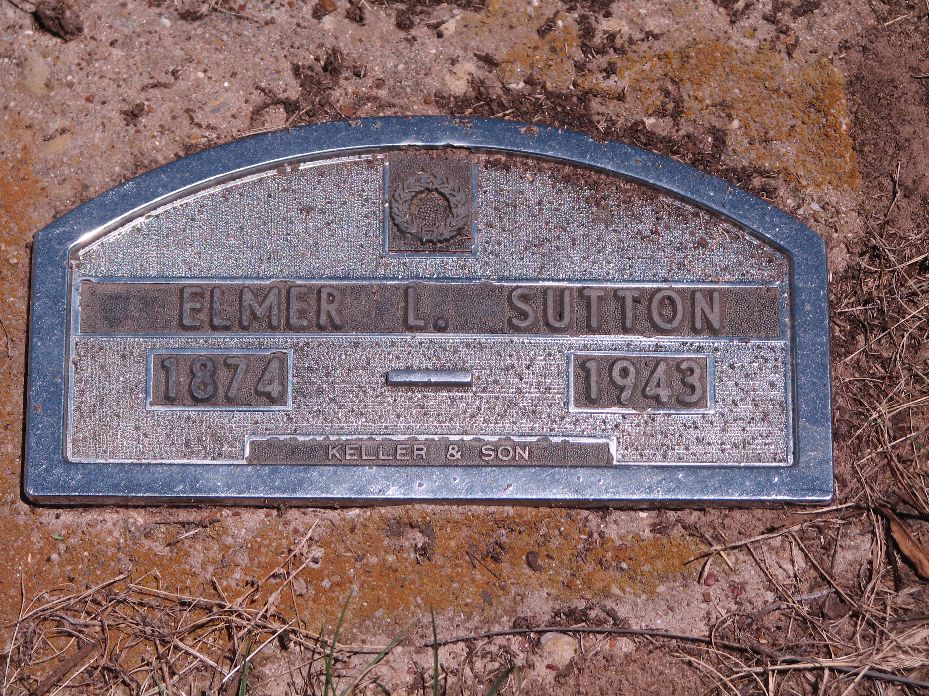 ELMER L. SUTTON
1874 — 1943
KELLER & SON